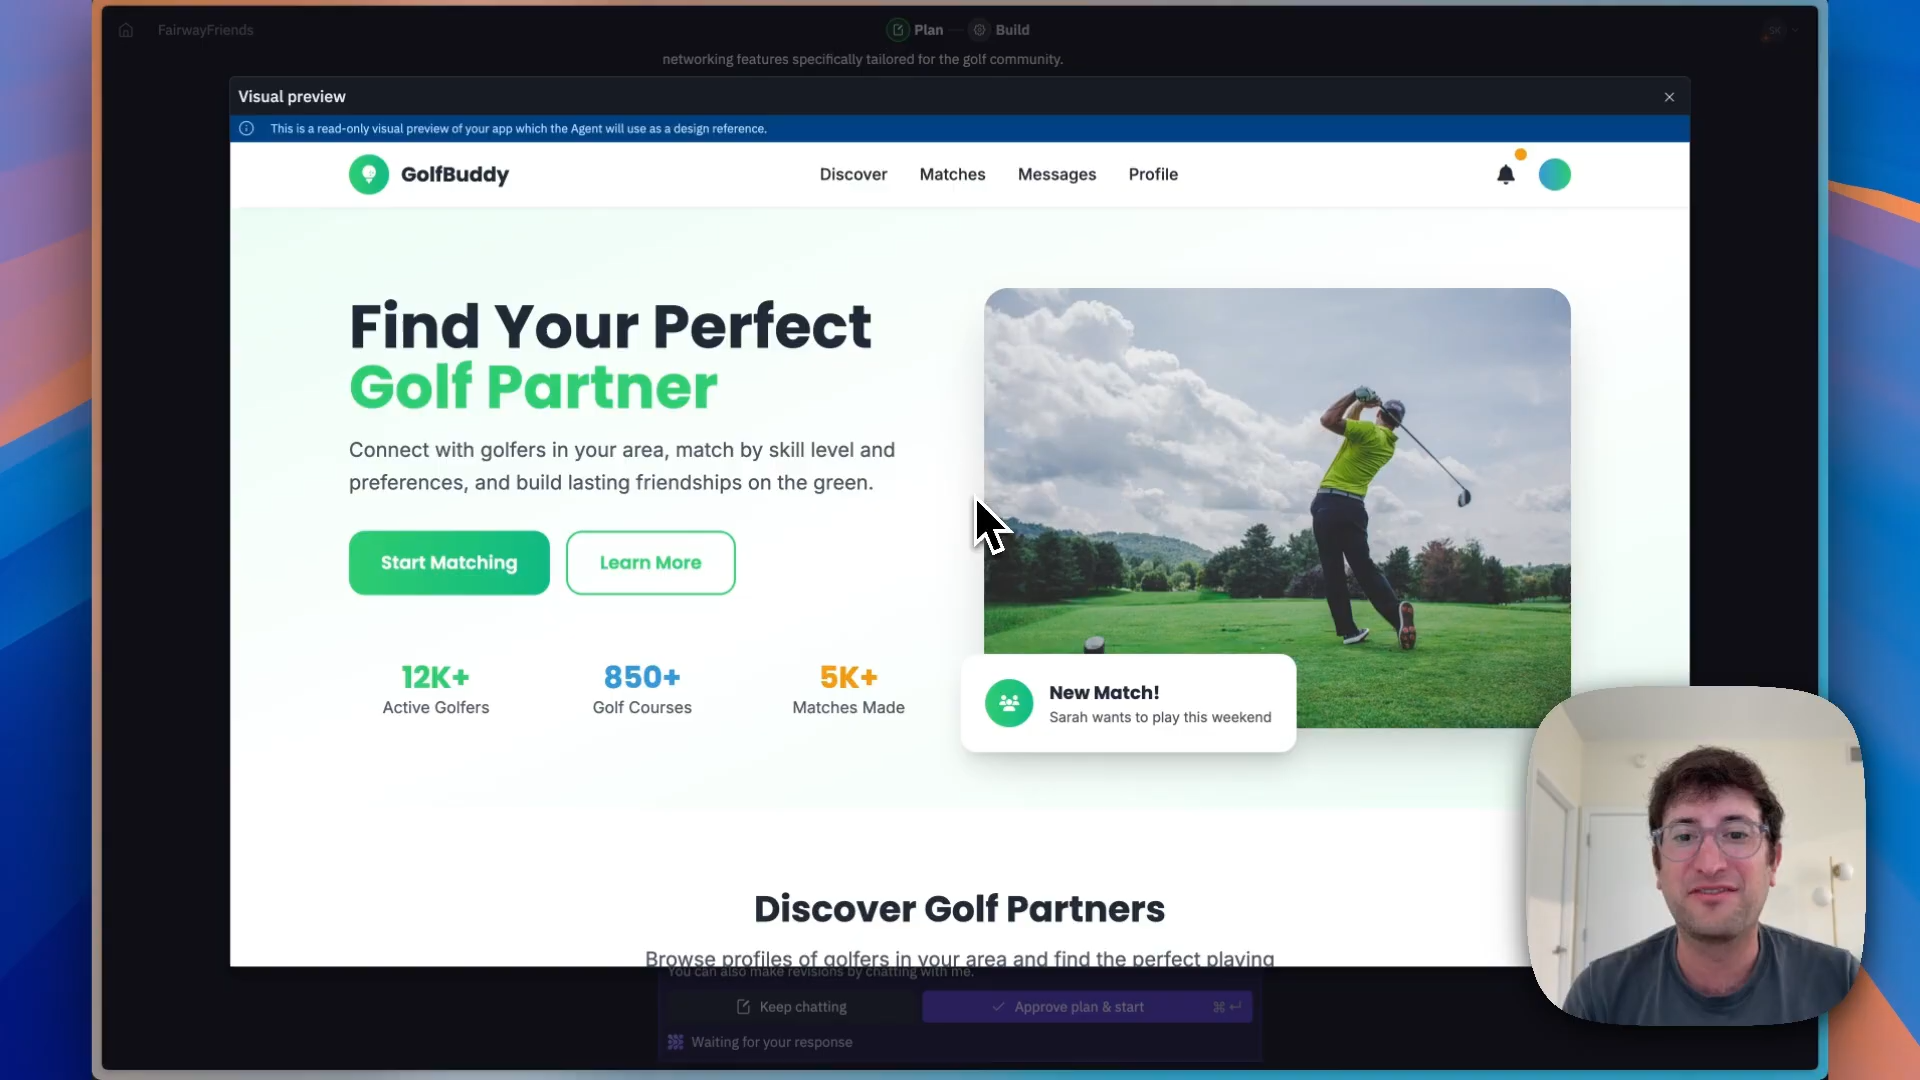 FairwayFriends
Plan
Build
networking features specifically tailored for the golf community.
Visual preview
This is a read-only visual preview of your app which the Agent will use as a design reference.
GolfBuddy
Discover
Matches
Messages
Profile
Find Your Perfect
Golf Partner
Connect with golfers in your area, match by skill level and
preferences, and build lasting friendships on the green.
Start Matching
Learn More
12K+
Active Golfers
850+
Golf Courses
5K+
Matches Made
New Match!
Sarah wants to play this weekend
Discover Golf Partners
Browse profiles of golfers in your area and find the perfect playing
You can also make revisions by chatting with me.
Keep chatting
Approve plan & start
⌘ ↵
Waiting for your response